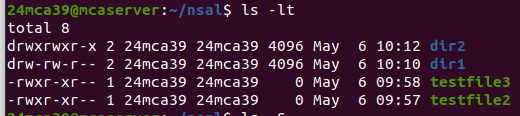 24mca39@mcaserver:~/nsal$ ls -lt
total 8
drwxrwxr-x 2 24mca39 24mca39 4096 May  6 10:12 dir2
drw-rw-r-- 2 24mca39 24mca39 4096 May  6 10:10 dir1
-rwxr-xr-- 1 24mca39 24mca39    0 May  6 09:58 testfile3
-rwxr-xr-- 1 24mca39 24mca39    0 May  6 09:57 testfile2